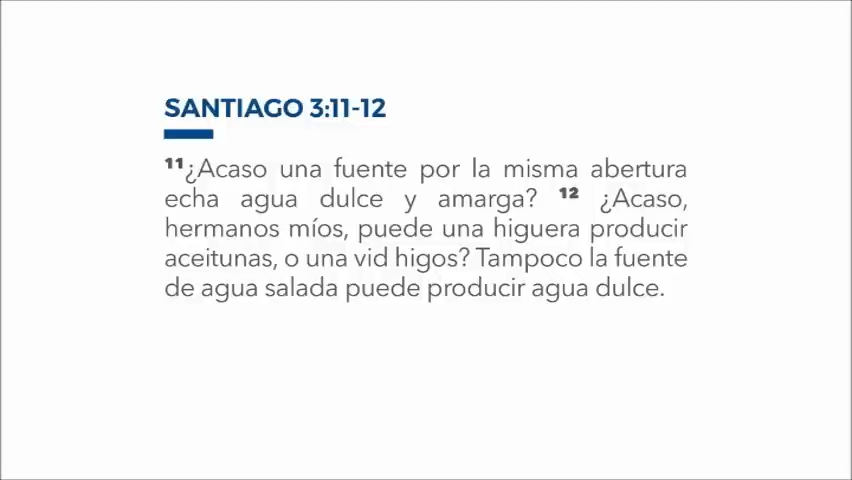 SANTIAGO 3:11-12
¹¹¿Acaso una fuente por la misma abertura
echa agua dulce y amarga? ¹² ¿Acaso,
hermanos míos, puede una higuera producir
aceitunas, o una vid higos? Tampoco la fuente
de agua salada puede producir agua dulce.